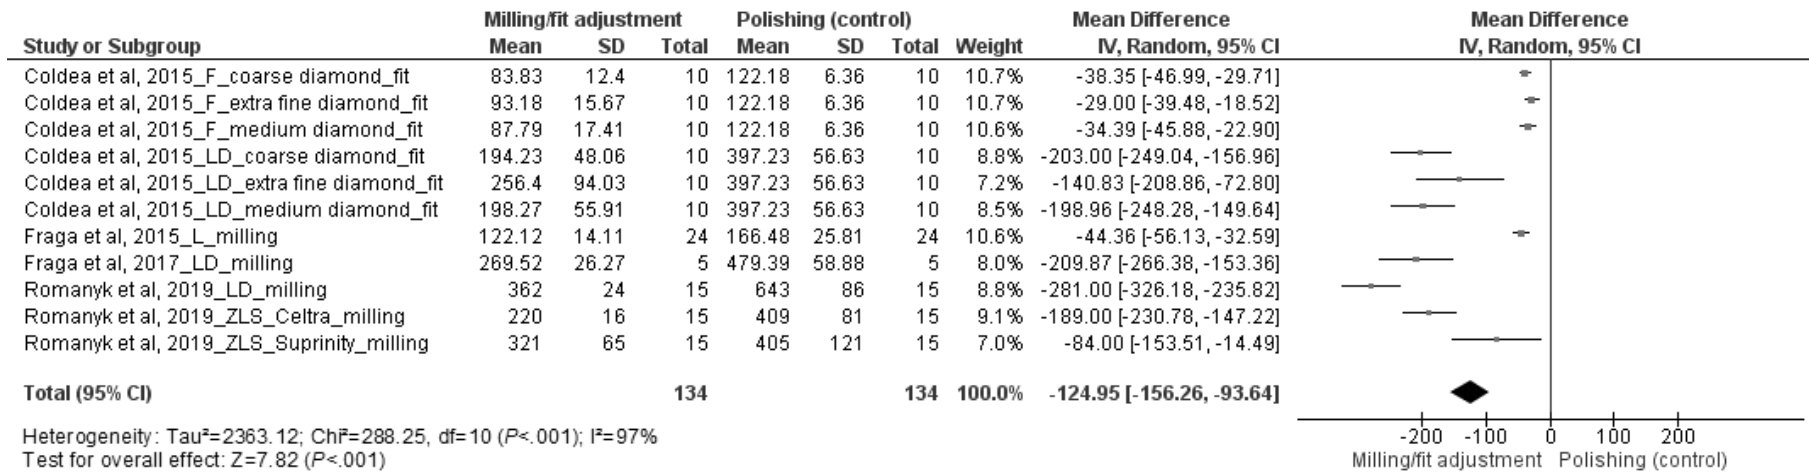 Milling/fit adjustment Polishing (control) Mean Difference Mean Difference
Study or Subgroup Mean SD Total Mean SD Total Weight IV, Random, 95% CI IV, Random, 95% CI
Coldea et al, 2015_F_coarse diamond_fit 83.83 12.4 10 122.18 6.36 10 10.7% -38.35 [-46.99, -29.71]
Coldea et al, 2015_F_extra fine diamond_fit 93.18 15.67 10 122.18 6.36 10 10.7% -29.00 [-39.48, -18.52]
Coldea et al, 2015_F_medium diamond_fit 87.79 17.41 10 122.18 6.36 10 10.6% -34.39 [-45.88, -22.90]
Coldea et al, 2015_LD_coarse diamond_fit 194.23 48.06 10 397.23 56.63 10 8.8% -203.00 [-249.04, -156.96]
Coldea et al, 2015_LD_extra fine diamond_fit 256.4 94.03 10 397.23 56.63 10 7.2% -140.83 [-208.86, -72.80]
Coldea et al, 2015_LD_medium diamond_fit 198.27 55.91 10 397.23 56.63 10 8.5% -198.96 [-248.28, -149.64]
Fraga et al, 2015_L_milling 122.12 14.11 24 166.48 25.81 24 10.6% -44.36 [-56.13, -32.59]
Fraga et al, 2017_LD_milling 269.52 26.27 5 479.39 58.88 5 8.0% -209.87 [-266.38, -153.36]
Romanyk et al, 2019_LD_milling 362 24 15 643 86 15 8.8% -281.00 [-326.18, -235.82]
Romanyk et al, 2019_ZLS_Celtra_milling 220 16 15 409 81 15 9.1% -189.00 [-230.78, -147.22]
Romanyk et al, 2019_ZLS_Suprinity_milling 321 65 15 405 121 15 7.0% -84.00 [-153.51, -14.49]
Total (95% CI) 134 134 100.0% -124.95 [-156.26, -93.64]
Heterogeneity: Tau²=2363.12; Chi²=288.25, df=10 (P<.001); I²=97%
Test for overall effect: Z=7.82 (P<.001)
-200 -100 0 100 200
Milling/fit adjustment Polishing (control)